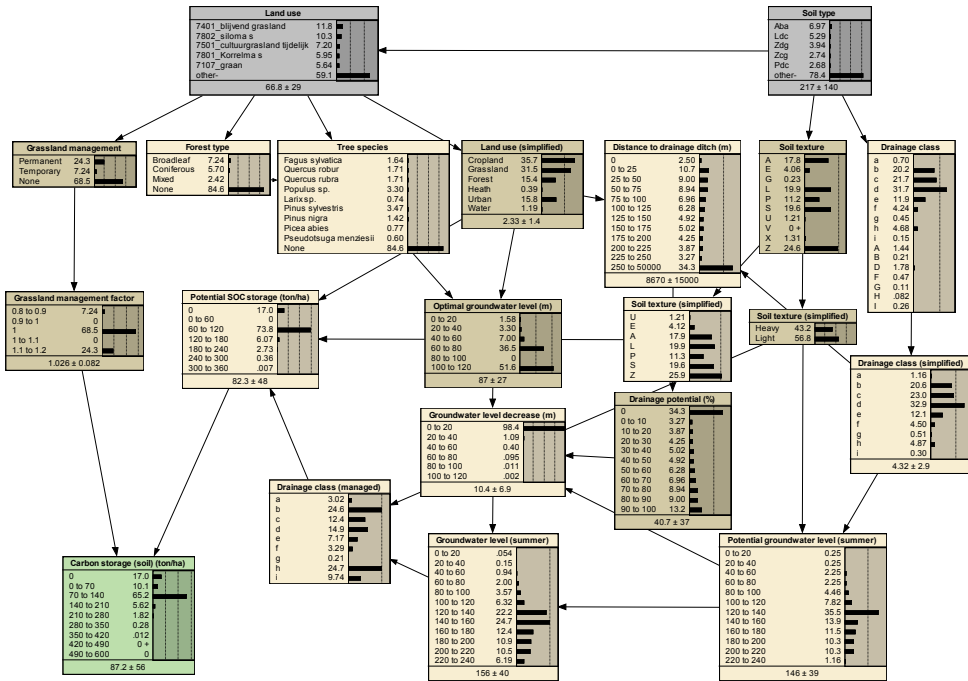 Land use
7401_blijvend grasland 11.8
7802_siloma s 10.3
7501_cultuurgrasland tijdelijk 7.20
7801_Korrelma s 5.95
7107_graan 5.64
other- 59.1
66.8 ± 29
Soil type
Aba 6.97
Ldc 5.29
Zdg 3.94
Zcg 2.74
Pdc 2.68
other- 78.4
217 ± 140
Grassland management
Permanent 24.3
Temporary 7.24
None 68.5
Forest type
Broadleaf 7.24
Coniferous 5.70
Mixed 2.42
None 84.6
Tree species
Fagus sylvatica 1.64
Quercus robur 1.71
Quercus rubra 1.71
Populus sp. 3.30
Larix sp. 0.74
Pinus sylvestris 3.47
Pinus nigra 1.42
Picea abies 0.77
Pseudotsuga menziesii 0.60
None 84.6
Land use (simplified)
Cropland 35.7
Grassland 31.5
Forest 15.4
Heath 0.39
Urban 15.8
Water 1.19
2.33 ± 1.4
Distance to drainage ditch (m)
0 2.50
0 to 25 10.7
25 to 50 9.00
50 to 75 8.94
75 to 100 6.96
100 to 125 6.28
125 to 150 4.92
150 to 175 5.02
175 to 200 4.25
200 to 225 3.87
225 to 250 3.27
250 to 50000 34.3
8670 ± 15000
Soil texture
A 17.8
E 4.06
G 0.23
L 19.9
P 11.2
S 19.6
U 1.21
V 0 +
X 1.31
Z 24.6
Drainage class
a 0.70
b 20.2
c 21.7
d 31.7
e 11.9
f 4.24
g 0.45
h 4.68
i 0.15
A 1.44
B 0.21
D 1.78
F 0.47
G 0.11
H .082
I 0.26
Grassland management factor
0.8 to 0.9 7.24
0.9 to 1 0
1 68.5
1 to 1.1 0
1.1 to 1.2 24.3
1.026 ± 0.082
Potential SOC storage (ton/ha)
0 17.0
0 to 60 0
60 to 120 73.8
120 to 180 6.07
180 to 240 2.73
240 to 300 0.36
300 to 360 .007
82.3 ± 48
Optimal groundwater level (m)
0 to 20 1.58
20 to 40 3.30
40 to 60 7.00
60 to 80 36.5
80 to 100 0
100 to 120 51.6
87 ± 27
Soil texture (simplified)
U 1.21
E 4.12
A 17.9
L 19.9
P 11.3
S 19.6
Z 25.9
Soil texture (simplified)
Heavy 43.2
Light 56.8
Drainage class (simplified)
a 1.16
b 20.6
c 23.0
d 32.9
e 12.1
f 4.50
g 0.51
h 4.87
i 0.30
4.32 ± 2.9
Groundwater level decrease (m)
0 to 20 98.4
20 to 40 1.09
40 to 60 0.40
60 to 80 .095
80 to 100 .011
100 to 120 .002
10.4 ± 6.9
Drainage potential (%)
0 34.3
0 to 10 3.27
10 to 20 3.87
20 to 30 4.25
30 to 40 5.02
40 to 50 4.92
50 to 60 6.28
60 to 70 6.96
70 to 80 8.94
80 to 90 9.00
90 to 100 13.2
40.7 ± 37
Drainage class (managed)
a 3.02
b 24.6
c 12.4
d 14.9
e 7.17
f 3.29
g 0.21
h 24.7
i 9.74
Carbon storage (soil) (ton/ha)
0 17.0
0 to 70 10.1
70 to 140 65.2
140 to 210 5.62
210 to 280 1.82
280 to 350 0.28
350 to 420 .012
420 to 490 0 +
490 to 600 0
87.2 ± 56
Groundwater level (summer)
0 to 20 .054
20 to 40 0.15
40 to 60 0.94
60 to 80 2.00
80 to 100 3.57
100 to 120 6.32
120 to 140 22.2
140 to 160 24.7
160 to 180 12.4
180 to 200 10.9
200 to 220 10.5
220 to 240 6.19
156 ± 40
Potential groundwater level (summer)
0 to 20 0.25
20 to 40 0.25
40 to 60 2.25
60 to 80 2.25
80 to 100 4.46
100 to 120 7.82
120 to 140 35.5
140 to 160 13.9
160 to 180 11.5
180 to 200 10.3
200 to 220 10.3
220 to 240 1.16
146 ± 39